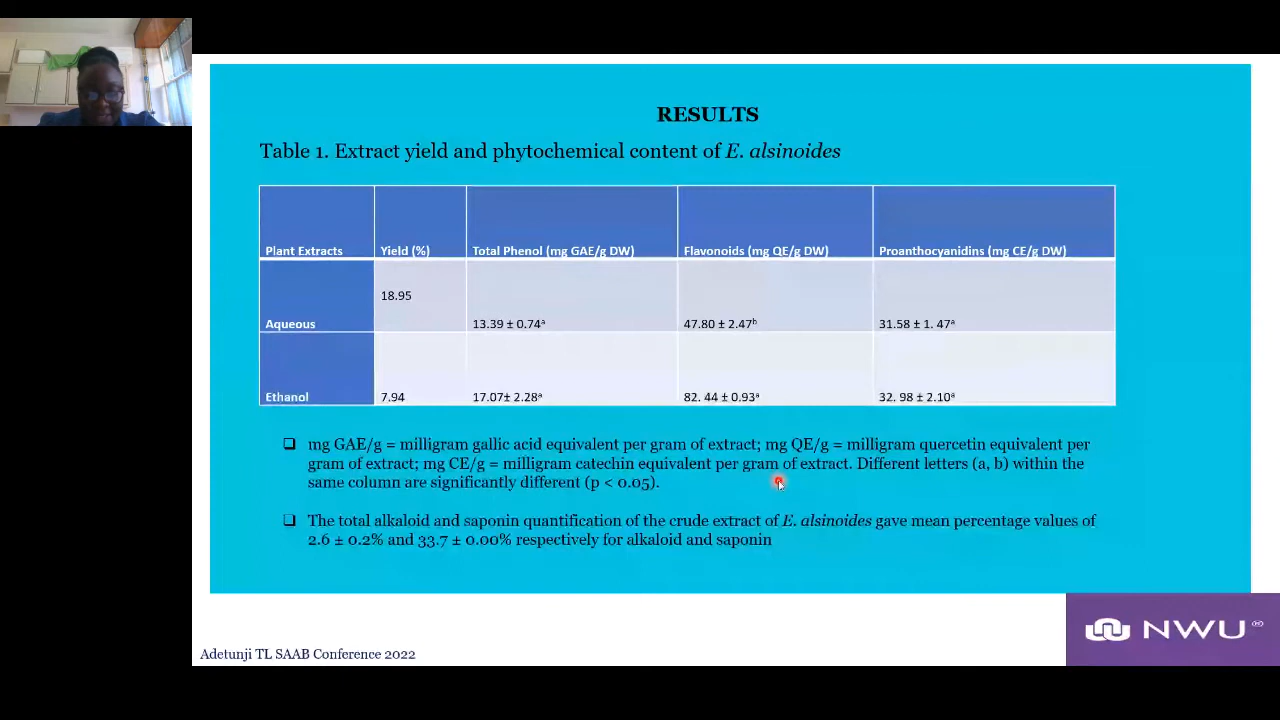 RESULTS
Table 1. Extract yield and phytochemical content of E. alsinoides
Plant Extracts Yield (%) Total Phenol (mg GAE/g DW) Flavonoids (mg QE/g DW) Proanthocyanidins (mg CE/g DW)
18.95
Aqueous 13.39 ± 0.74ᵃ 47.80 ± 2.47ᵇ 31.58 ± 1. 47ᵃ
Ethanol 7.94 17.07± 2.28ᵃ 82. 44 ± 0.93ᵃ 32. 98 ± 2.10ᵃ
❑ mg GAE/g = milligram gallic acid equivalent per gram of extract; mg QE/g = milligram quercetin equivalent per
gram of extract; mg CE/g = milligram catechin equivalent per gram of extract. Different letters (a, b) within the
same column are significantly different (p < 0.05).
❑ The total alkaloid and saponin quantification of the crude extract of E. alsinoides gave mean percentage values of
2.6 ± 0.2% and 33.7 ± 0.00% respectively for alkaloid and saponin
NWU
Adetunji TL SAAB Conference 2022